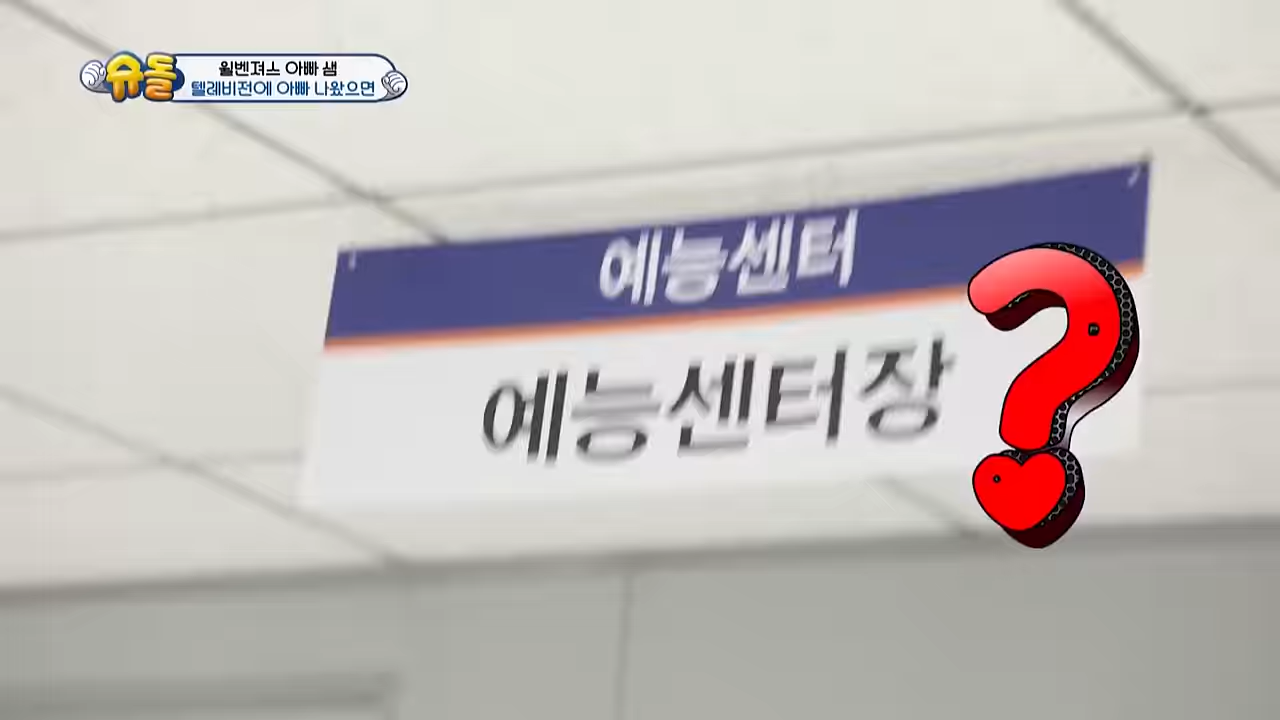 슈돌
윌벤져스 아빠 샘
텔레비전에 아빠 나왔으면
예능센터
예능센터장
?